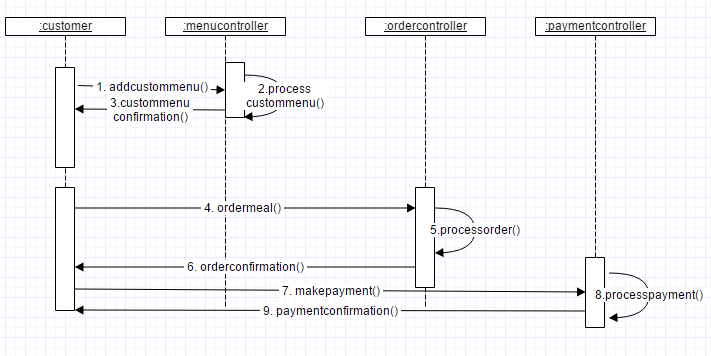 :customer
:menucontroller
:ordercontroller
:paymentcontroller
1. addcustommenu()
2.process
custommenu()
3.custommenu
confirmation()
4. ordermeal()
5.processorder()
6. orderconfirmation()
7. makepayment()
8.processpayment()
9. paymentconfirmation()